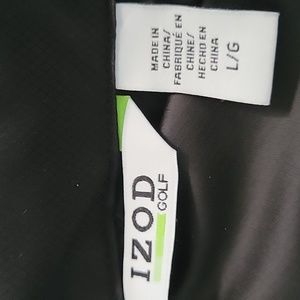 MADE IN
CHINA/
FABRIQUÉ EN
CHINE/
HECHO EN
CHINA
L/G
IZOD
GOLF